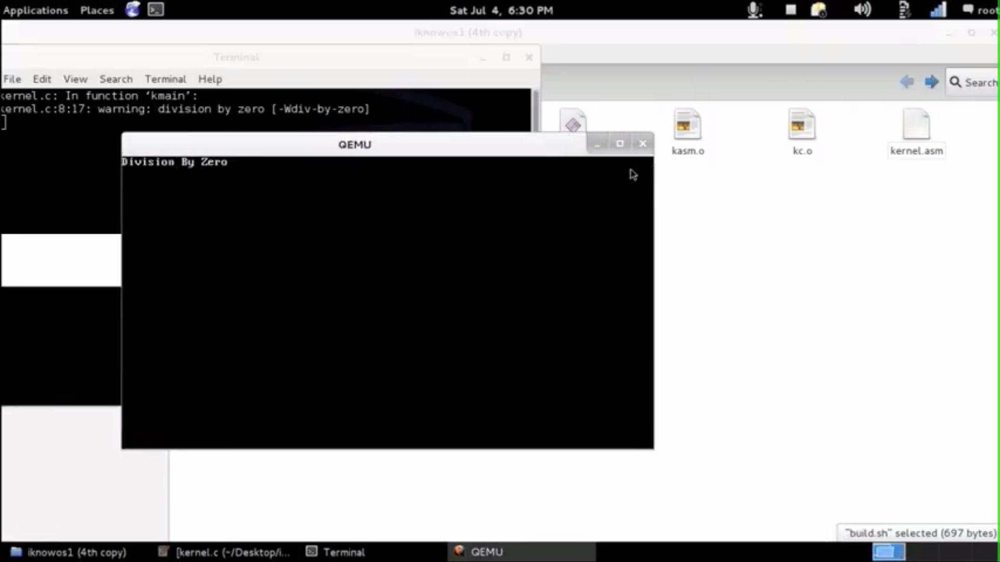 Applications Places Sat Jul 4, 6:30 PM root
iknowos1 (4th copy)
Terminal
File Edit View Search Terminal Help
Search
kernel.c: In function ‘kmain’:
kernel.c:8:17: warning: division by zero [-Wdiv-by-zero]
QEMU
Division By Zero
kasm.o kc.o kernel.asm
"build.sh" selected (697 bytes)
iknowos1 (4th copy) [kernel.c (~/Desktop/i... Terminal QEMU